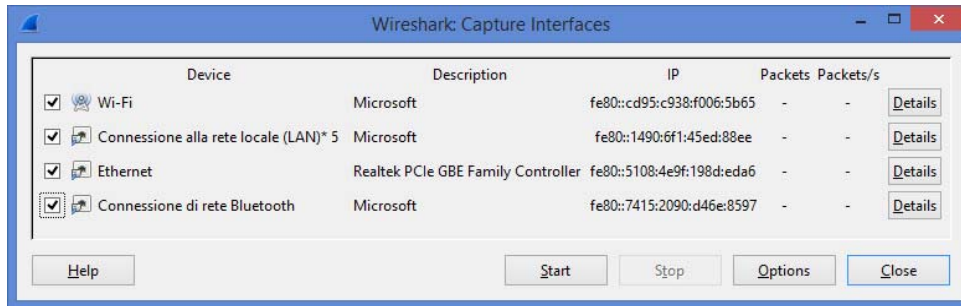 Wireshark: Capture Interfaces
Device Description IP Packets Packets/s
Wi-Fi Microsoft fe80::cd95:c938:f006:5b65 - - Details
Connessione alla rete locale (LAN)* 5 Microsoft fe80::1490:6f1:45ed:88ee - - Details
Ethernet Realtek PCIe GBE Family Controller fe80::5108:4e9f:198d:eda6 - - Details
Connessione di rete Bluetooth Microsoft fe80::7415:2090:d46e:8597 - - Details
Help Start Stop Options Close